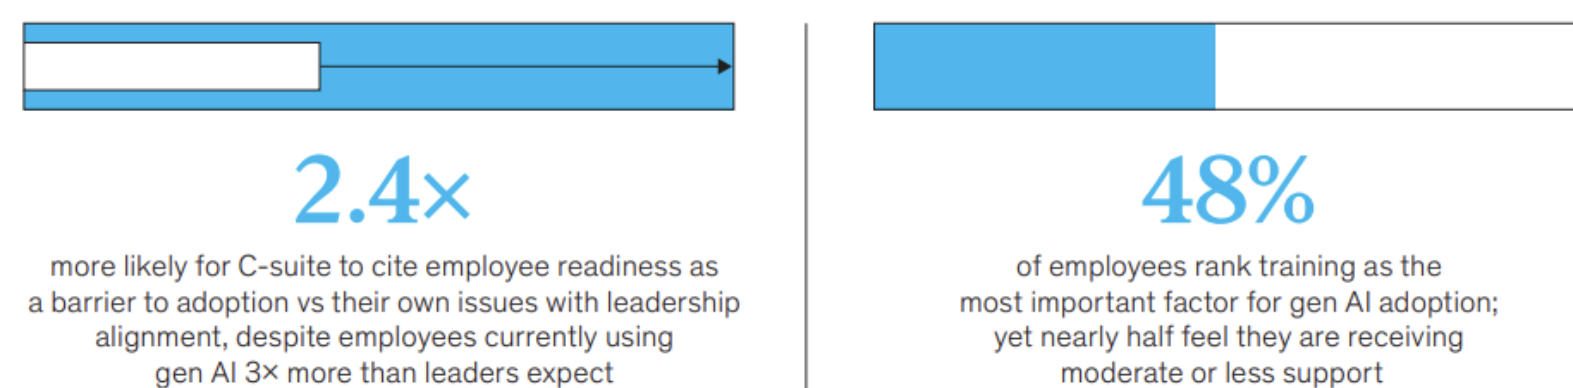 2.4×
more likely for C-suite to cite employee readiness as
a barrier to adoption vs their own issues with leadership
alignment, despite employees currently using
gen AI 3× more than leaders expect
48%
of employees rank training as the
most important factor for gen AI adoption;
yet nearly half feel they are receiving
moderate or less support